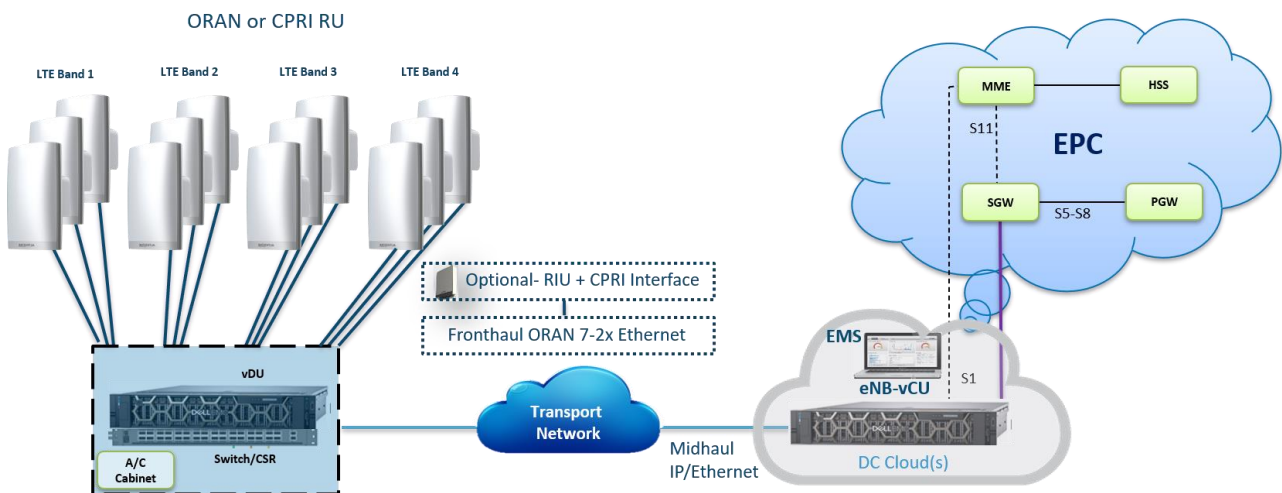 ORAN or CPRI RU
LTE Band 1
LTE Band 2
LTE Band 3
LTE Band 4
MME
HSS
S11
EPC
SGW
S5-S8
PGW
Optional- RIU + CPRI Interface
Fronthaul ORAN 7-2x Ethernet
EMS
eNB-vCU
S1
vDU
DELL
Switch/CSR
A/C
Cabinet
Transport
Network
Midhaul
IP/Ethernet
DELL
DC Cloud(s)